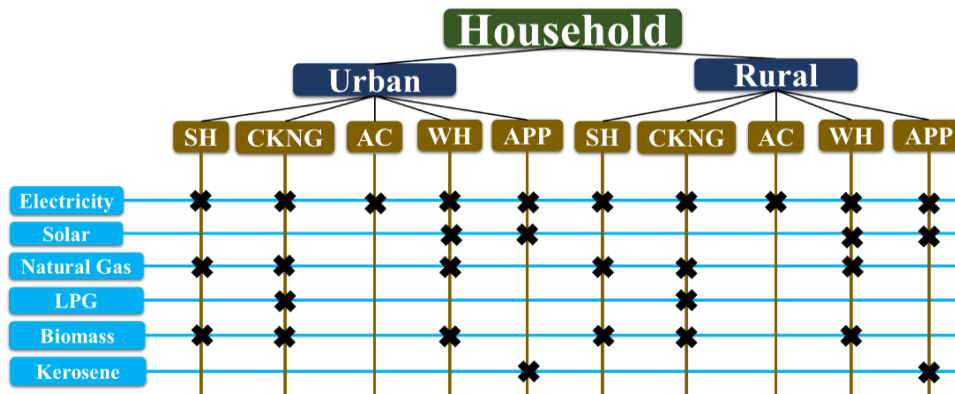 Household
Urban
Rural
SH CKNG AC WH APP SH CKNG AC WH APP
Electricity
Solar
Natural Gas
LPG
Biomass
Kerosene